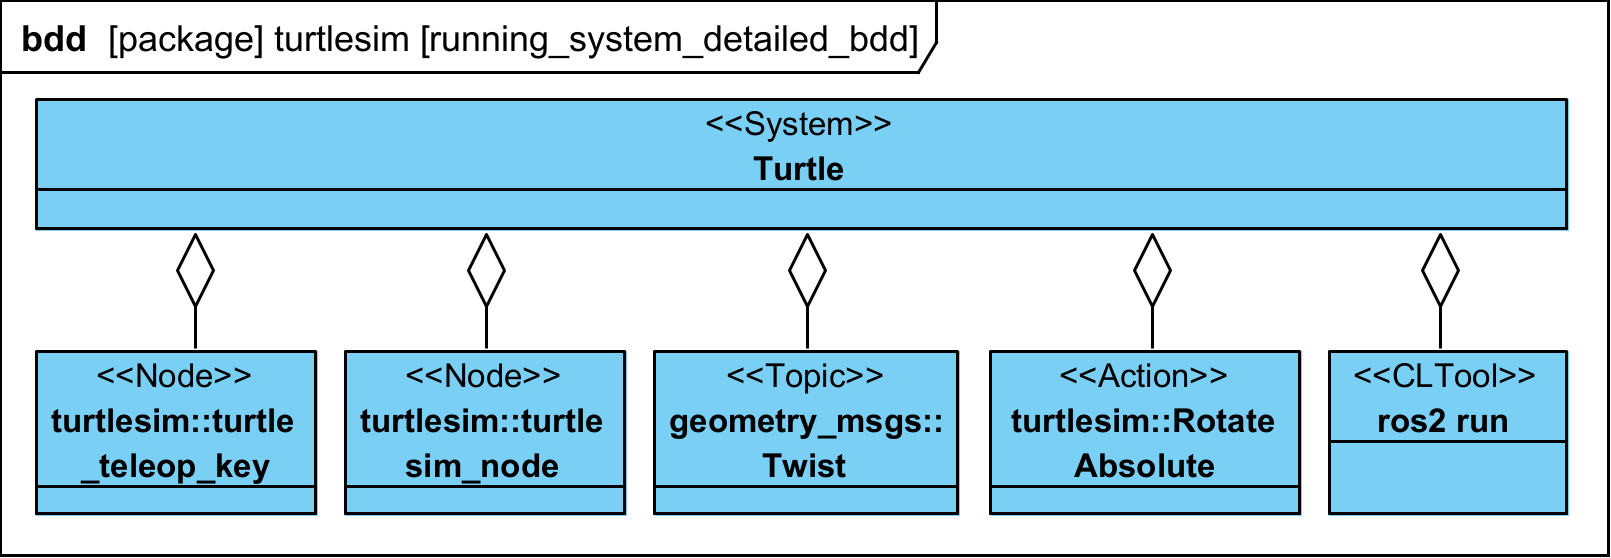 bdd [package] turtlesim [running_system_detailed_bdd]
<<System>>
Turtle
<<Node>>
turtlesim::turtle
_teleop_key
<<Node>>
turtlesim::turtle
sim_node
<<Topic>>
geometry_msgs::
Twist
<<Action>>
turtlesim::Rotate
Absolute
<<CLTool>>
ros2 run